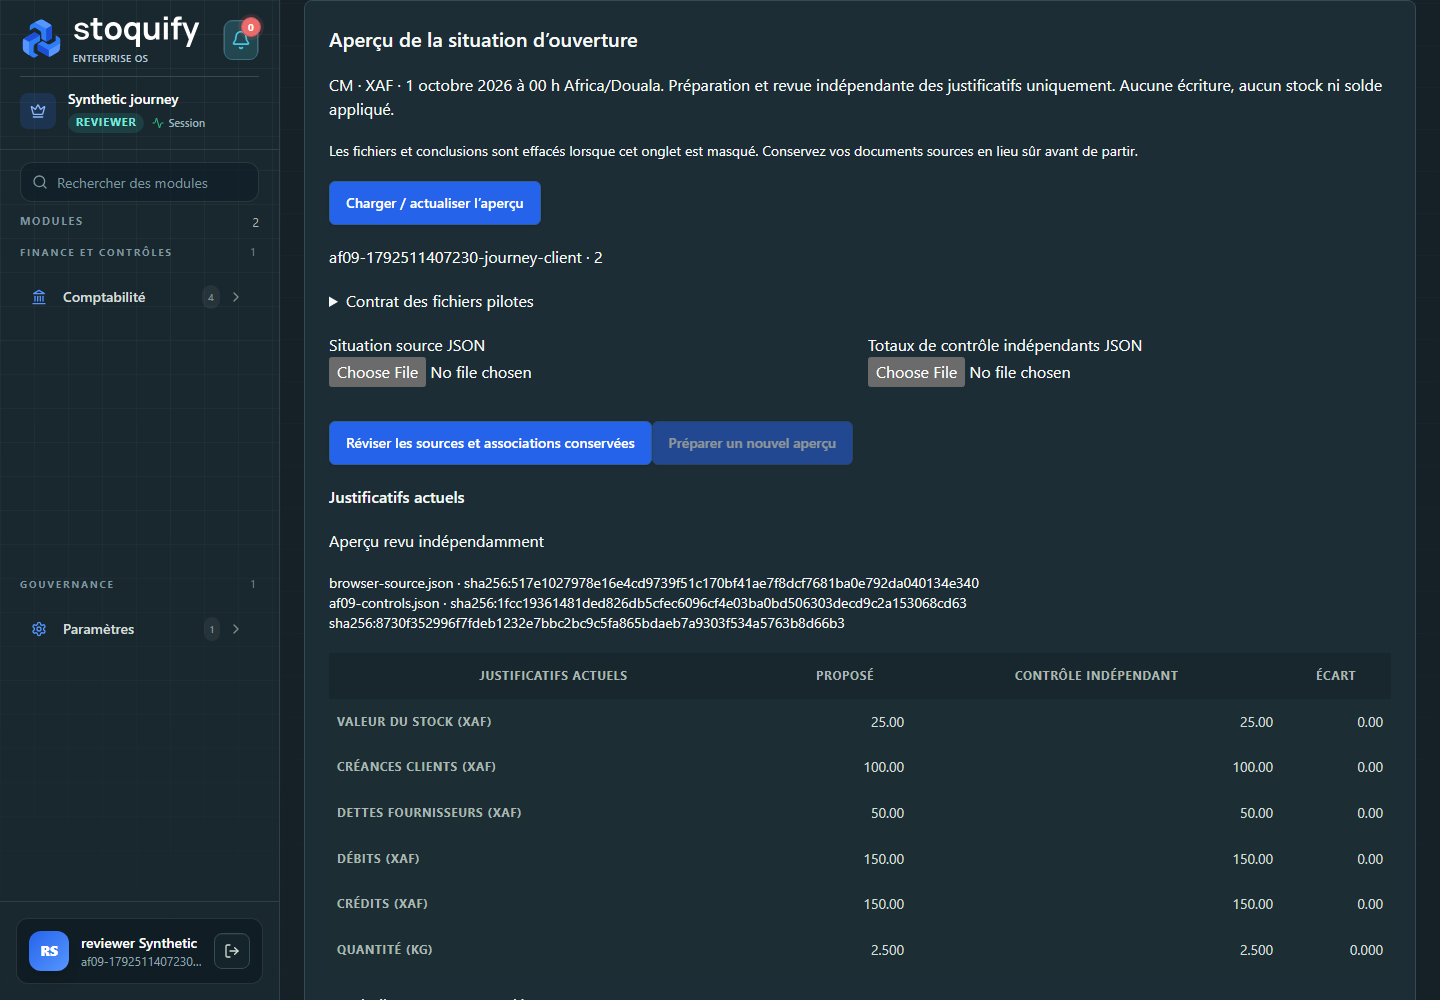 stoquify
ENTERPRISE OS
0
Synthetic journey
REVIEWER
Session
Rechercher des modules
MODULES 2
FINANCE ET CONTRÔLES 1
Comptabilité 4
GOUVERNANCE 1
Paramètres 1
RS
reviewer Synthetic
af09-1792511407230...
Aperçu de la situation d’ouverture
CM · XAF · 1 octobre 2026 à 00 h Africa/Douala. Préparation et revue indépendante des justificatifs uniquement. Aucune écriture, aucun stock ni solde
appliqué.
Les fichiers et conclusions sont effacés lorsque cet onglet est masqué. Conservez vos documents sources en lieu sûr avant de partir.
Charger / actualiser l’aperçu
af09-1792511407230-journey-client · 2
Contrat des fichiers pilotes
Situation source JSON
Choose File No file chosen
Totaux de contrôle indépendants JSON
Choose File No file chosen
Réviser les sources et associations conservées
Préparer un nouvel aperçu
Justificatifs actuels
Aperçu revu indépendamment
browser-source.json · sha256:517e1027978e16e4cd9739f51c170bf41ae7f8dcf7681ba0e792da040134e340
af09-controls.json · sha256:1fcc19361481ded826db5cfec6096cf4e03ba0bd506303decd9c2a153068cd63
sha256:8730f352996f7fdeb1232e7bbc2bc9c5fa865bdaeb7a9303f534a5763b8d66b3
JUSTIFICATIFS ACTUELS PROPOSÉ CONTRÔLE INDÉPENDANT ÉCART
VALEUR DU STOCK (XAF) 25.00 25.00 0.00
CRÉANCES CLIENTS (XAF) 100.00 100.00 0.00
DETTES FOURNISSEURS (XAF) 50.00 50.00 0.00
DÉBITS (XAF) 150.00 150.00 0.00
CRÉDITS (XAF) 150.00 150.00 0.00
QUANTITÉ (KG) 2.500 2.500 0.000